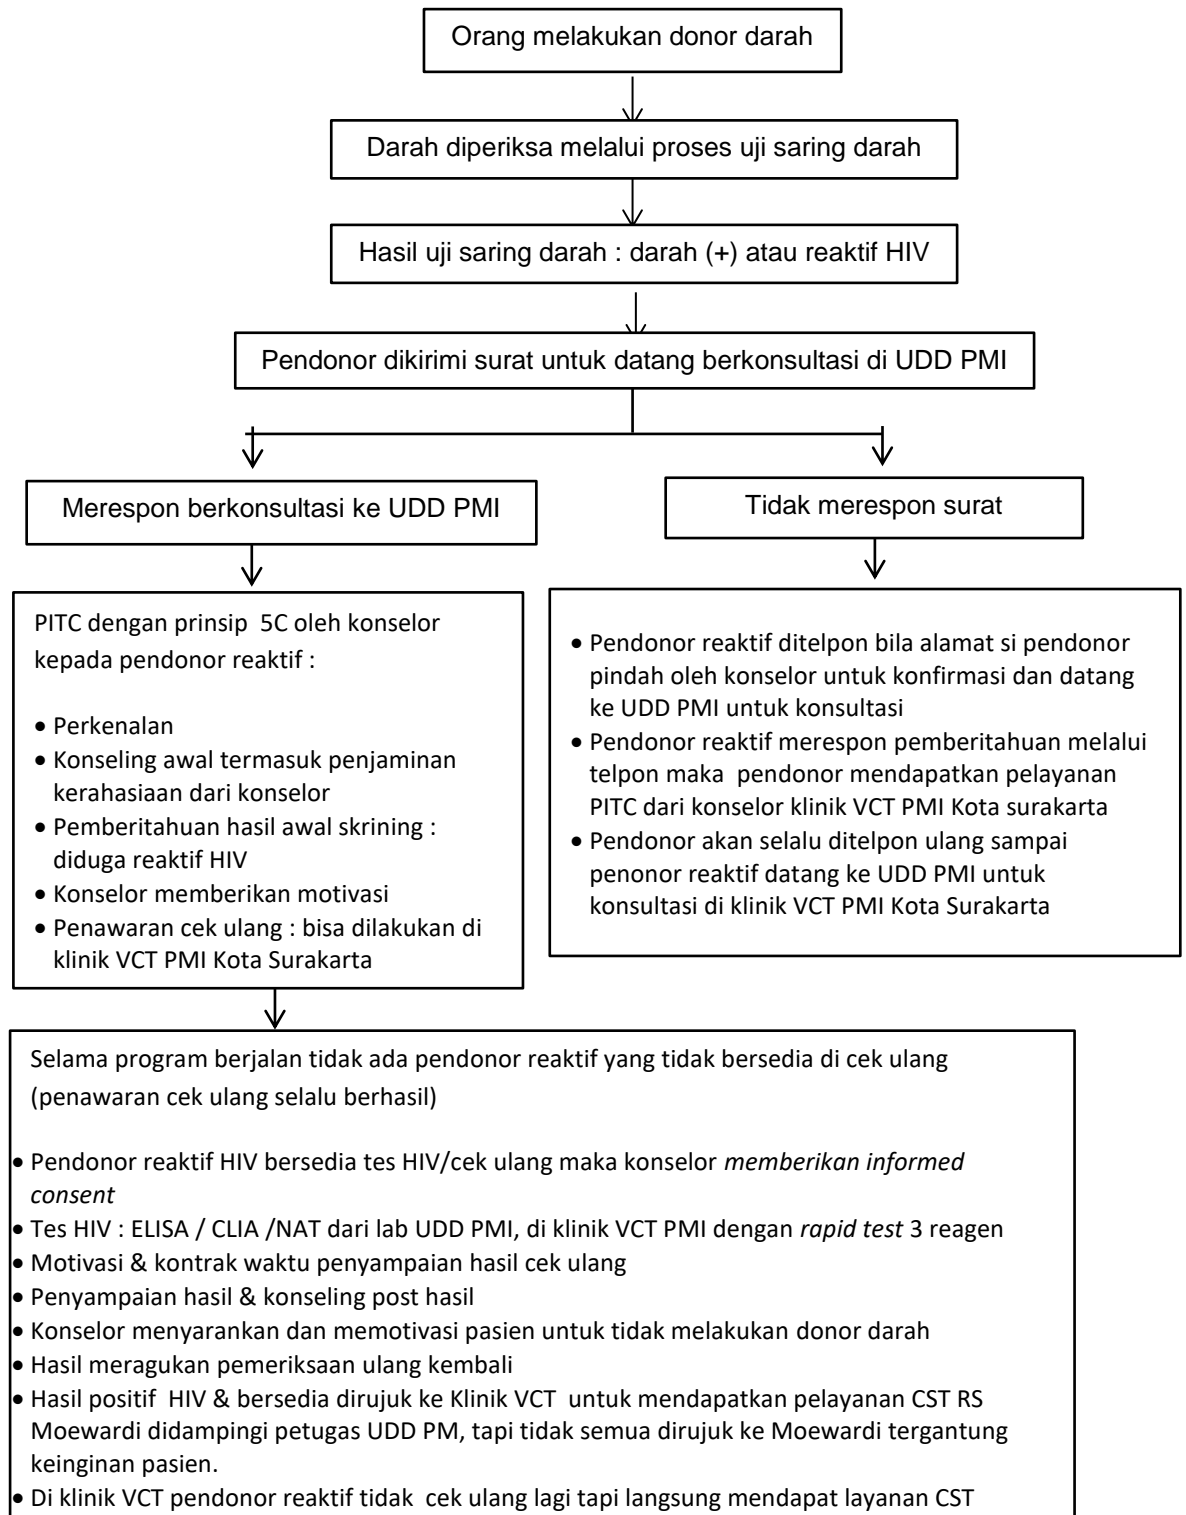 Orang melakukan donor darah
Darah diperiksa melalui proses uji saring darah
Hasil uji saring darah : darah (+) atau reaktif HIV
Pendonor dikirimi surat untuk datang berkonsultasi di UDD PMI
Merespon berkonsultasi ke UDD PMI
Tidak merespon surat
PITC dengan prinsip 5C oleh konselor
kepada pendonor reaktif :
• Perkenalan
• Konseling awal termasuk penjaminan
kerahasiaan dari konselor
• Pemberitahuan hasil awal skrining :
diduga reaktif HIV
• Konselor memberikan motivasi
• Penawaran cek ulang : bisa dilakukan di
klinik VCT PMI Kota Surakarta
• Pendonor reaktif ditelpon bila alamat si pendonor
pindah oleh konselor untuk konfirmasi dan datang
ke UDD PMI untuk konsultasi
• Pendonor reaktif merespon pemberitahuan melalui
telpon maka pendonor mendapatkan pelayanan
PITC dari konselor klinik VCT PMI Kota surakarta
• Pendonor akan selalu ditelpon ulang sampai
penonor reaktif datang ke UDD PMI untuk
konsultasi di klinik VCT PMI Kota Surakarta
Selama program berjalan tidak ada pendonor reaktif yang tidak bersedia di cek ulang
(penawaran cek ulang selalu berhasil)
• Pendonor reaktif HIV bersedia tes HIV/cek ulang maka konselor memberikan informed
consent
• Tes HIV : ELISA / CLIA /NAT dari lab UDD PMI, di klinik VCT PMI dengan rapid test 3 reagen
• Motivasi & kontrak waktu penyampaian hasil cek ulang
• Penyampaian hasil & konseling post hasil
• Konselor menyarankan dan memotivasi pasien untuk tidak melakukan donor darah
• Hasil meragukan pemeriksaan ulang kembali
• Hasil positif HIV & bersedia dirujuk ke Klinik VCT untuk mendapatkan pelayanan CST RS
Moewardi didampingi petugas UDD PM, tapi tidak semua dirujuk ke Moewardi tergantung
keinginan pasien.
• Di klinik VCT pendonor reaktif tidak cek ulang lagi tapi langsung mendapat layanan CST